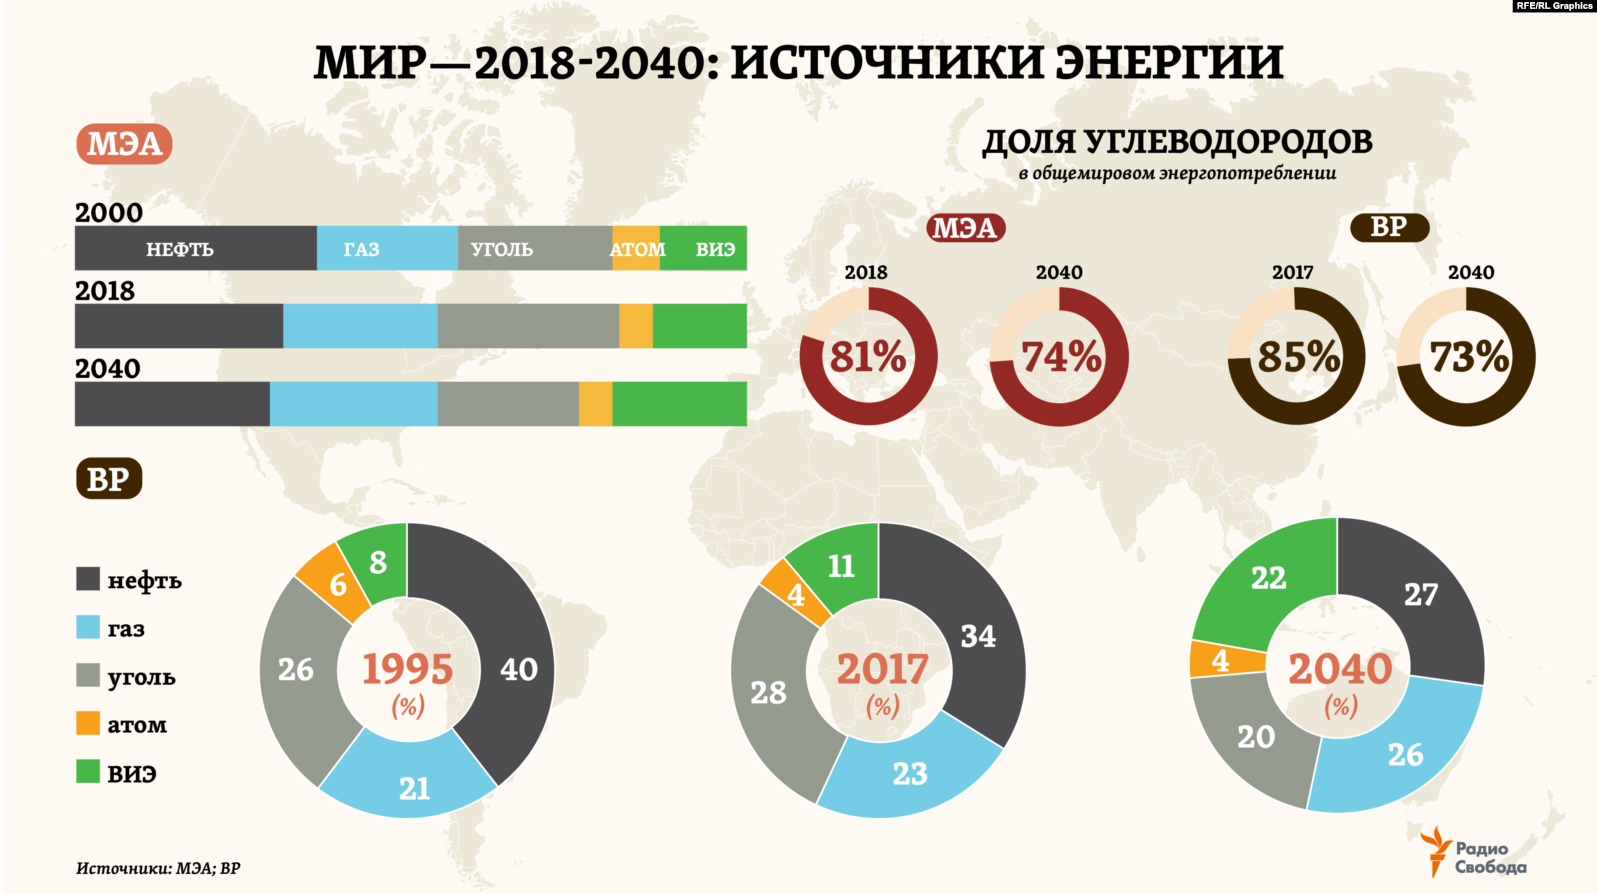 RFE/RL Graphics
МИР—2018-2040: ИСТОЧНИКИ ЭНЕРГИИ
МЭА
2000
НЕФТЬ ГАЗ УГОЛЬ АТОМ ВИЭ
2018
2040
ДОЛЯ УГЛЕВОДОРОДОВ
в общемировом энергопотреблении
МЭА
2018 2040
81% 74%
BP
2017 2040
85% 73%
BP
нефть
газ
уголь
атом
ВИЭ
8
6
26
40
21
1995
(%)
11
4
34
28
23
2017
(%)
22
27
4
20
26
2040
(%)
Источники: МЭА; BP
Радио
Свобода